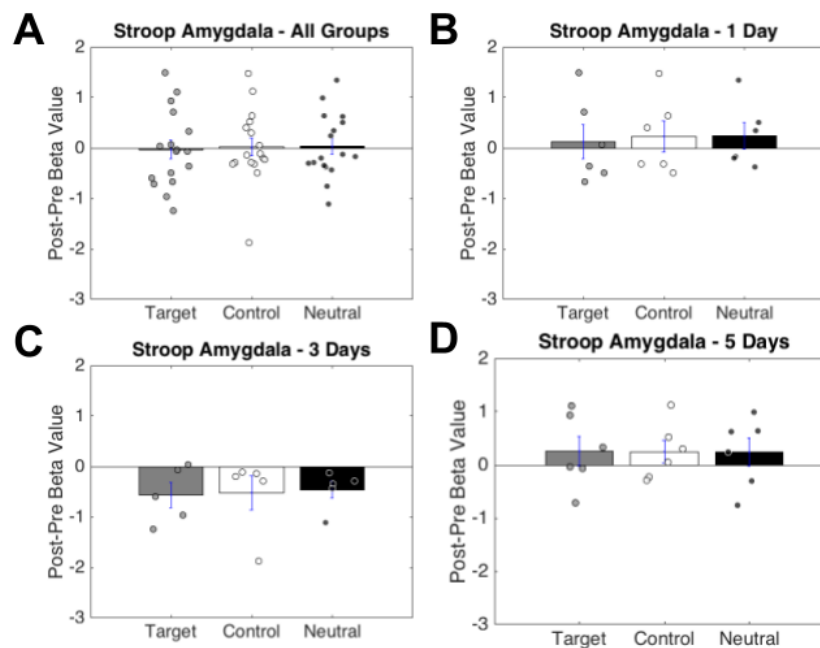 A
Stroop Amygdala - All Groups
Post-Pre Beta Value
2
1
0
-1
-2
-3
Target Control Neutral
B
Stroop Amygdala - 1 Day
Post-Pre Beta Value
2
1
0
-1
-2
-3
Target Control Neutral
C
Stroop Amygdala - 3 Days
Post-Pre Beta Value
2
1
0
-1
-2
-3
Target Control Neutral
D
Stroop Amygdala - 5 Days
Post-Pre Beta Value
2
1
0
-1
-2
-3
Target Control Neutral